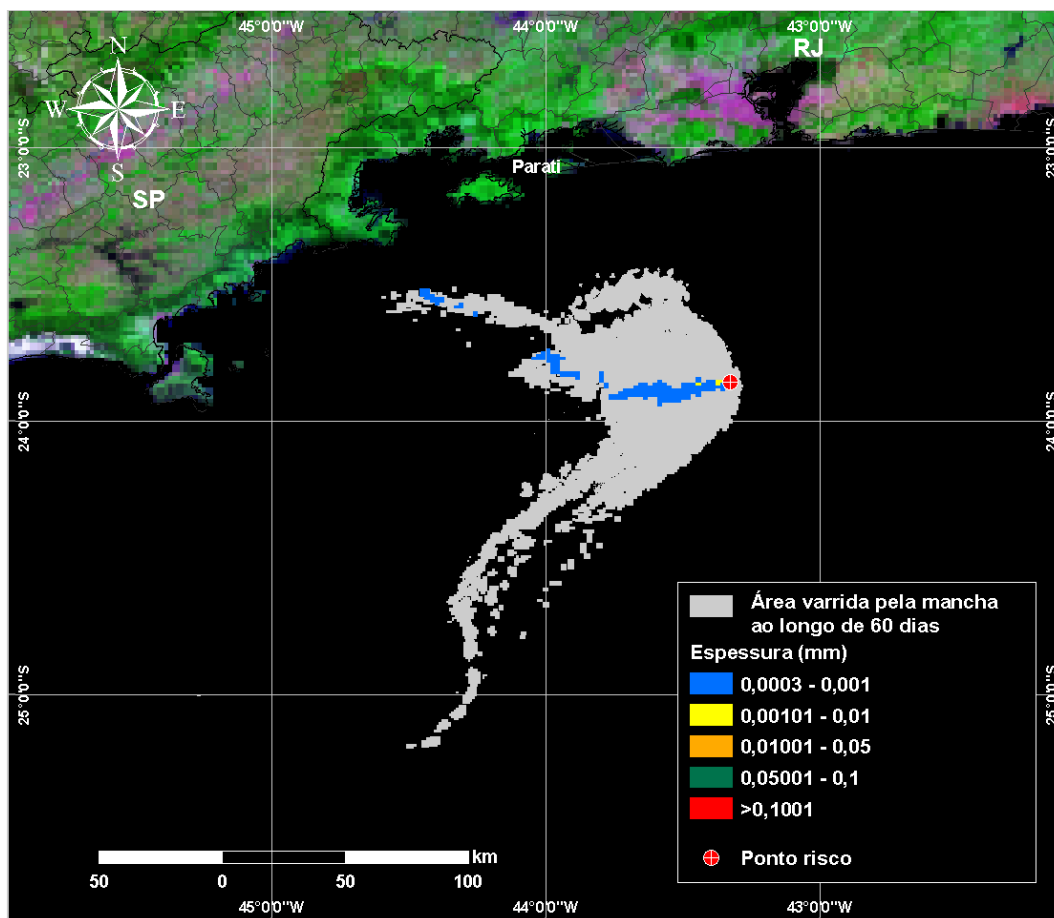 45°0'0"W 44°0'0"W 43°0'0"W
RJ
N
W E
S
23°0'0"S 23°0'0"S
Parati
SP
24°0'0"S 24°0'0"S
Área varrida pela mancha
ao longo de 60 dias
Espessura (mm)
0,0003 - 0,001
25°0'0"S 25°0'0"S
0,00101 - 0,01
0,01001 - 0,05
0,05001 - 0,1
>0,1001
Ponto risco
km
50 0 50 100
45°0'0"W 44°0'0"W 43°0'0"W